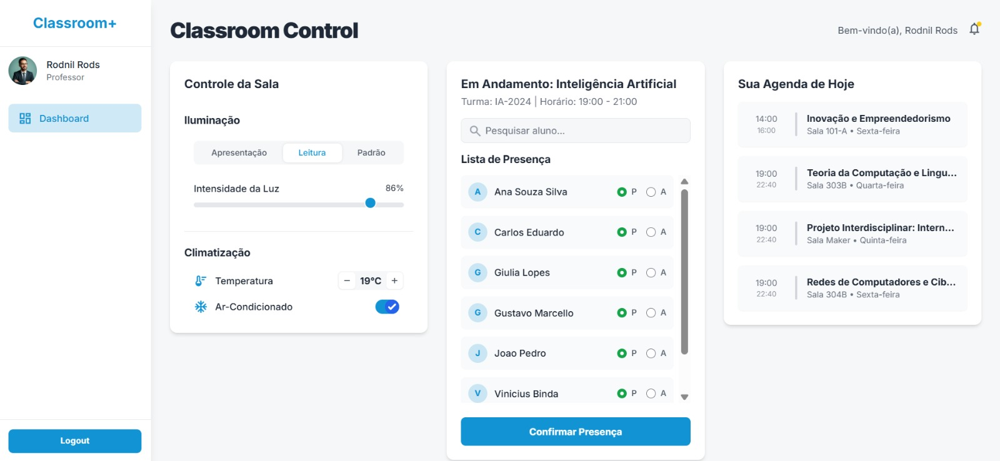 Classroom+
Rodnil Rods
Professor
Dashboard
Logout
Classroom Control
Bem-vindo(a), Rodnil Rods
Controle da Sala
Iluminação
Apresentação Leitura Padrão
Intensidade da Luz 86%
Climatização
Temperatura − 19°C +
Ar-Condicionado
Em Andamento: Inteligência Artificial
Turma: IA-2024 | Horário: 19:00 - 21:00
Pesquisar aluno...
Lista de Presença
A Ana Souza Silva P A
C Carlos Eduardo P A
G Giulia Lopes P A
G Gustavo Marcello P A
J Joao Pedro P A
V Vinicius Binda P A
Confirmar Presença
Sua Agenda de Hoje
14:00 Inovação e Empreendedorismo
16:00 Sala 101-A • Sexta-feira
19:00 Teoria da Computação e Lingu...
22:40 Sala 303B • Quarta-feira
19:00 Projeto Interdisciplinar: Intern...
22:40 Sala Maker • Quinta-feira
19:00 Redes de Computadores e Cib...
22:40 Sala 304B • Sexta-feira